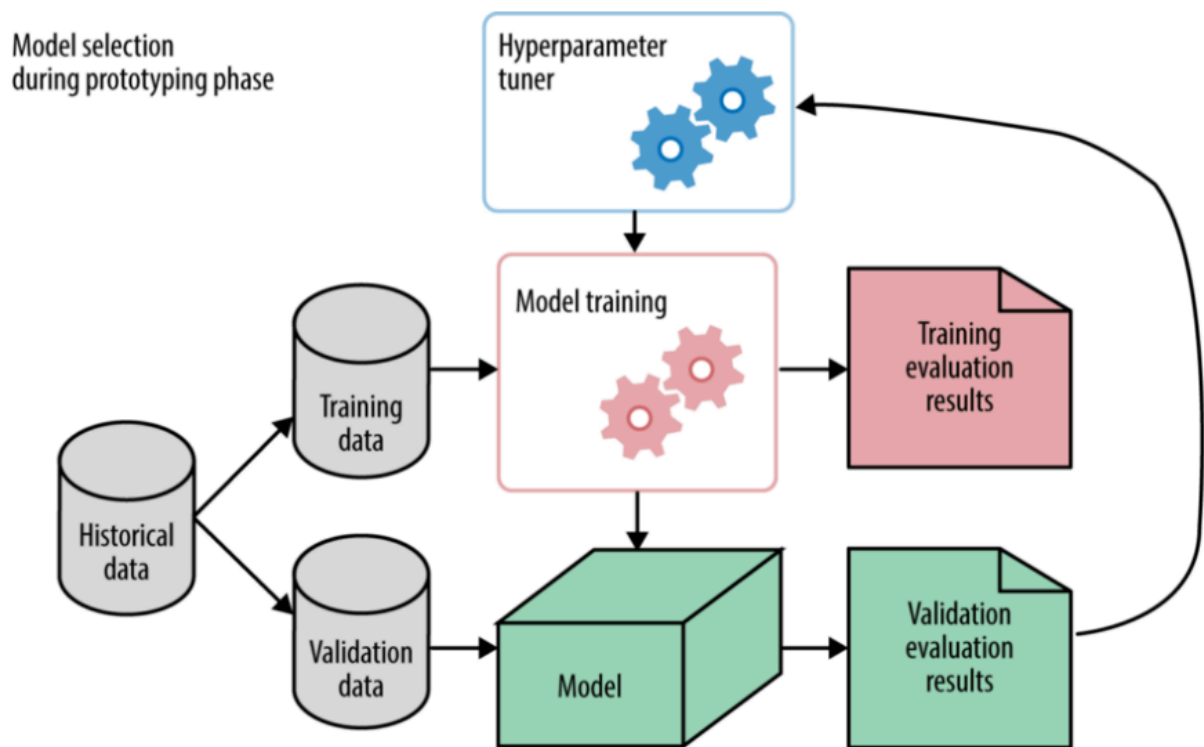 Model selection
during prototyping phase
Hyperparameter
tuner
Model training
Training
evaluation
results
Training
data
Historical
data
Validation
data
Model
Validation
evaluation
results